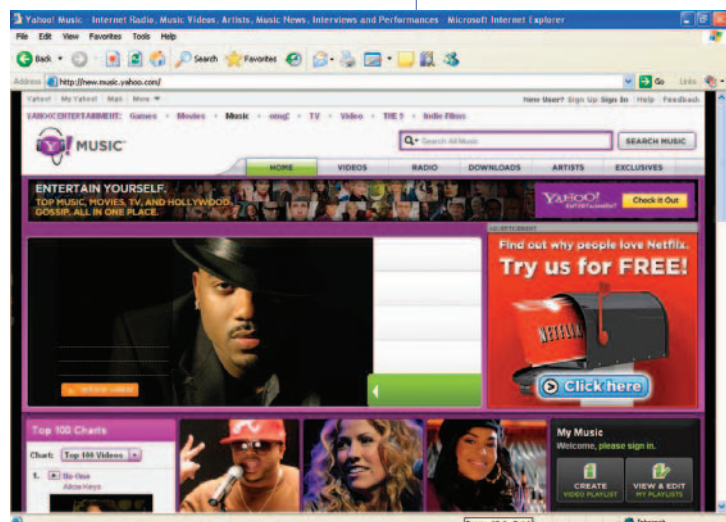 Yahoo! Music - Internet Radio, Music Videos, Artists, Music News, Interviews and Performances - Microsoft Internet Explorer
File Edit View Favorites Tools Help
Back Search Favorites
Address http://new.music.yahoo.com/ Go Links
Yahoo! My Yahoo! Mail More New User? Sign Up Sign In Help Feedback
YAHOO! ENTERTAINMENT: Games Movies Music omg! TV Video THE 9 Indie Films
Y! MUSIC Search All Music SEARCH MUSIC
HOME VIDEOS RADIO DOWNLOADS ARTISTS EXCLUSIVES
ENTERTAIN YOURSELF.
TOP MUSIC, MOVIES, TV, AND HOLLYWOOD
GOSSIP, ALL IN ONE PLACE.
YAHOO! ENTERTAINMENT Check it Out
ADVERTISEMENT
Find out why people love Netflix.
Try us for FREE!
NETFLIX
Click here
Top 100 Charts
Chart: Top 100 Videos
1. No One
Alicia Keys
My Music
Welcome, please sign in.
CREATE
VIDEO PLAYLIST
VIEW & EDIT
MY PLAYLISTS
Internet